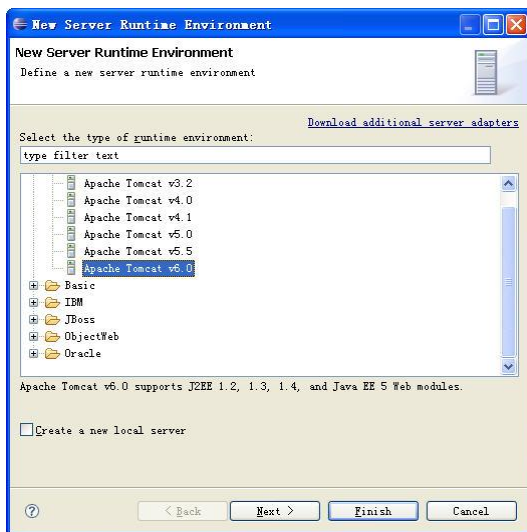 New Server Runtime Environment
New Server Runtime Environment
Define a new server runtime environment
Download additional server adapters
Select the type of runtime environment:
type filter text
Apache Tomcat v3.2
Apache Tomcat v4.0
Apache Tomcat v4.1
Apache Tomcat v5.0
Apache Tomcat v5.5
Apache Tomcat v6.0
Basic
IBM
JBoss
ObjectWeb
Oracle
Apache Tomcat v6.0 supports J2EE 1.2, 1.3, 1.4, and Java EE 5 Web modules.
Create a new local server
? < Back Next > Finish Cancel